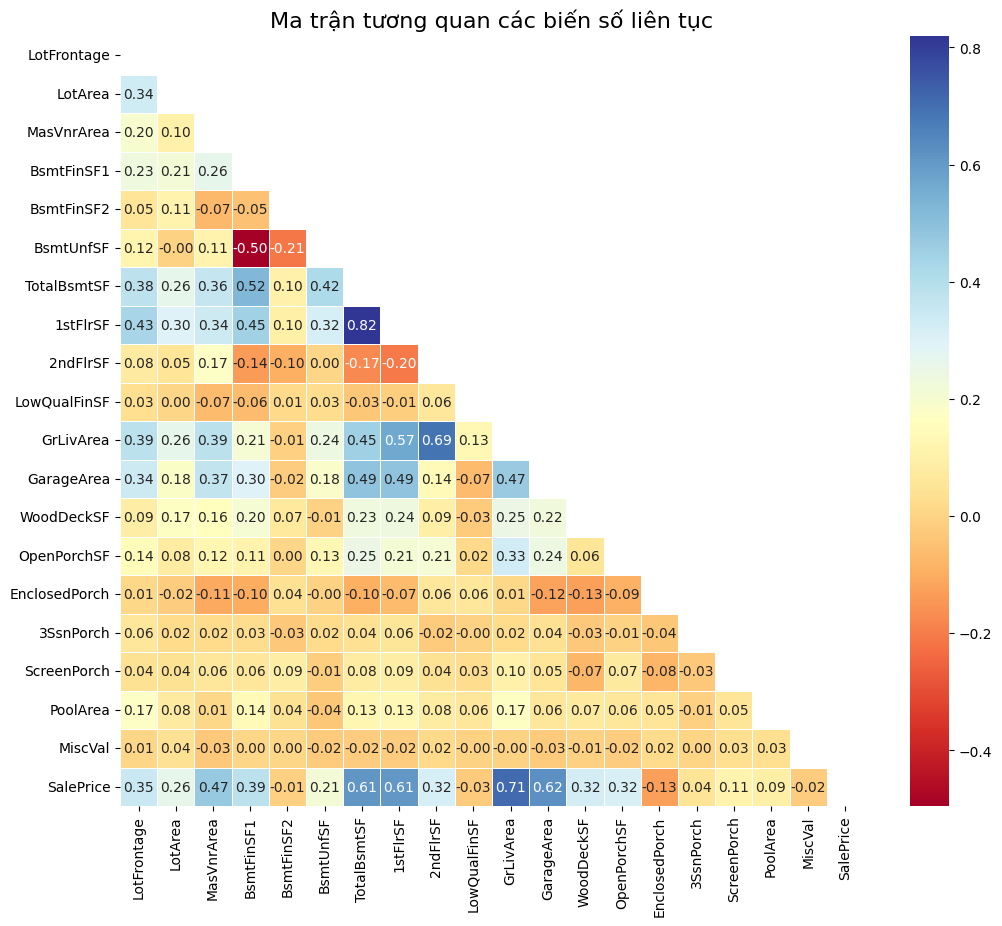 Ma trận tương quan các biến số liên tục
LotFrontage
LotArea 0.34
MasVnrArea 0.20 0.10
BsmtFinSF1 0.23 0.21 0.26
BsmtFinSF2 0.05 0.11 -0.07 -0.05
BsmtUnfSF 0.12 -0.00 0.11 -0.50 -0.21
TotalBsmtSF 0.38 0.26 0.36 0.52 0.10 0.42
1stFlrSF 0.43 0.30 0.34 0.45 0.10 0.32 0.82
2ndFlrSF 0.08 0.05 0.17 -0.14 -0.10 0.00 -0.17 -0.20
LowQualFinSF 0.03 0.00 -0.07 -0.06 0.01 0.03 -0.03 -0.01 0.06
GrLivArea 0.39 0.26 0.39 0.21 -0.01 0.24 0.45 0.57 0.69 0.13
GarageArea 0.34 0.18 0.37 0.30 -0.02 0.18 0.49 0.49 0.14 -0.07 0.47
WoodDeckSF 0.09 0.17 0.16 0.20 0.07 -0.01 0.23 0.24 0.09 -0.03 0.25 0.22
OpenPorchSF 0.14 0.08 0.12 0.11 0.00 0.13 0.25 0.21 0.21 0.02 0.33 0.24 0.06
EnclosedPorch 0.01 -0.02 -0.11 -0.10 0.04 -0.00 -0.10 -0.07 0.06 0.06 0.01 -0.12 -0.13 -0.09
3SsnPorch 0.06 0.02 0.02 0.03 -0.03 0.02 0.04 0.06 -0.02 -0.00 0.02 0.04 -0.03 -0.01 -0.04
ScreenPorch 0.04 0.04 0.06 0.06 0.09 -0.01 0.08 0.09 0.04 0.03 0.10 0.05 -0.07 0.07 -0.08 -0.03
PoolArea 0.17 0.08 0.01 0.14 0.04 -0.04 0.13 0.13 0.08 0.06 0.17 0.06 0.07 0.06 0.05 -0.01 0.05
MiscVal 0.01 0.04 -0.03 0.00 0.00 -0.02 -0.02 -0.02 0.02 -0.00 -0.00 -0.03 -0.01 -0.02 0.02 0.00 0.03 0.03
SalePrice 0.35 0.26 0.47 0.39 -0.01 0.21 0.61 0.61 0.32 -0.03 0.71 0.62 0.32 0.32 -0.13 0.04 0.11 0.09 -0.02
LotFrontage
LotArea
MasVnrArea
BsmtFinSF1
BsmtFinSF2
BsmtUnfSF
TotalBsmtSF
1stFlrSF
2ndFlrSF
LowQualFinSF
GrLivArea
GarageArea
WoodDeckSF
OpenPorchSF
EnclosedPorch
3SsnPorch
ScreenPorch
PoolArea
MiscVal
SalePrice
0.8
0.6
0.4
0.2
0.0
−0.2
−0.4